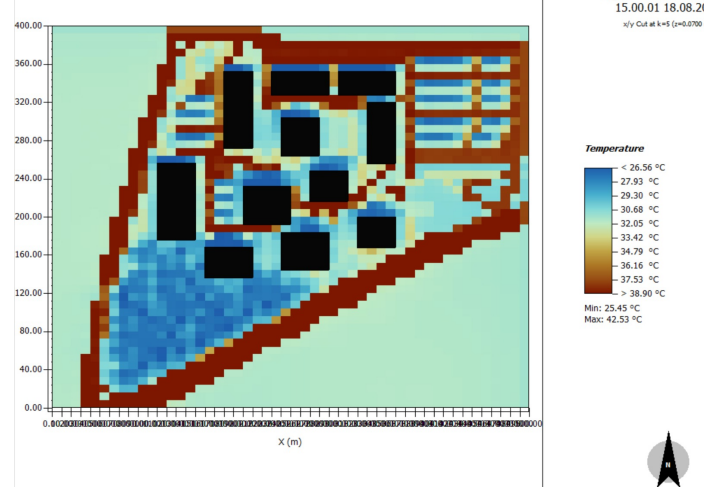 15.00.01 18.08.20
x/y Cut at k=5 (z=0.0700
400.00
360.00
320.00
280.00
240.00
200.00
160.00
120.00
80.00
40.00
0.00
X (m)
Temperature
< 26.56 °C
27.93 °C
29.30 °C
30.68 °C
32.05 °C
33.42 °C
34.79 °C
36.16 °C
37.53 °C
> 38.90 °C
Min: 25.45 °C
Max: 42.53 °C
N